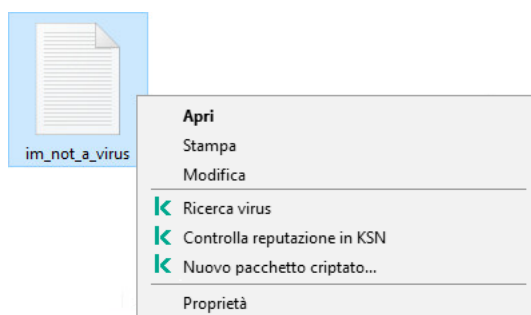 im_not_a_virus
Apri
Stampa
Modifica
Ricerca virus
Controlla reputazione in KSN
Nuovo pacchetto criptato...
Proprietà